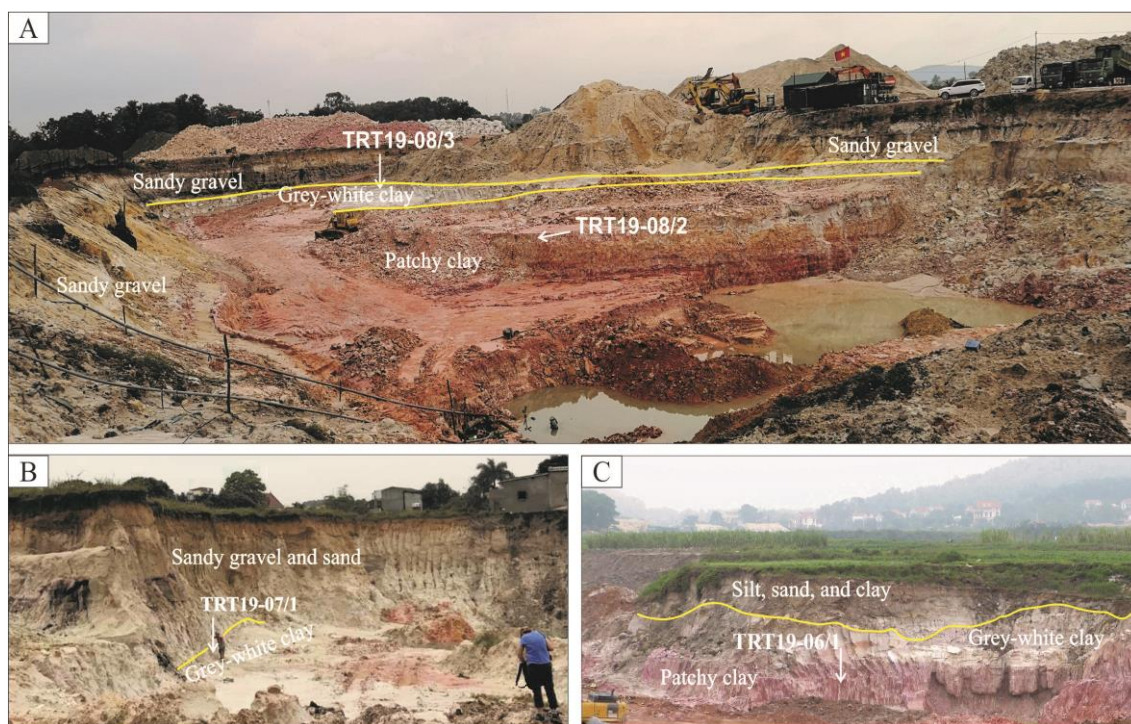 A
TRT19-08/3
Sandy gravel
Sandy gravel
Grey-white clay
TRT19-08/2
Patchy clay
Sandy gravel
B
Sandy gravel and sand
TRT19-07/1
Grey-white clay
C
Silt, sand, and clay
TRT19-06/1
Grey-white clay
Patchy clay